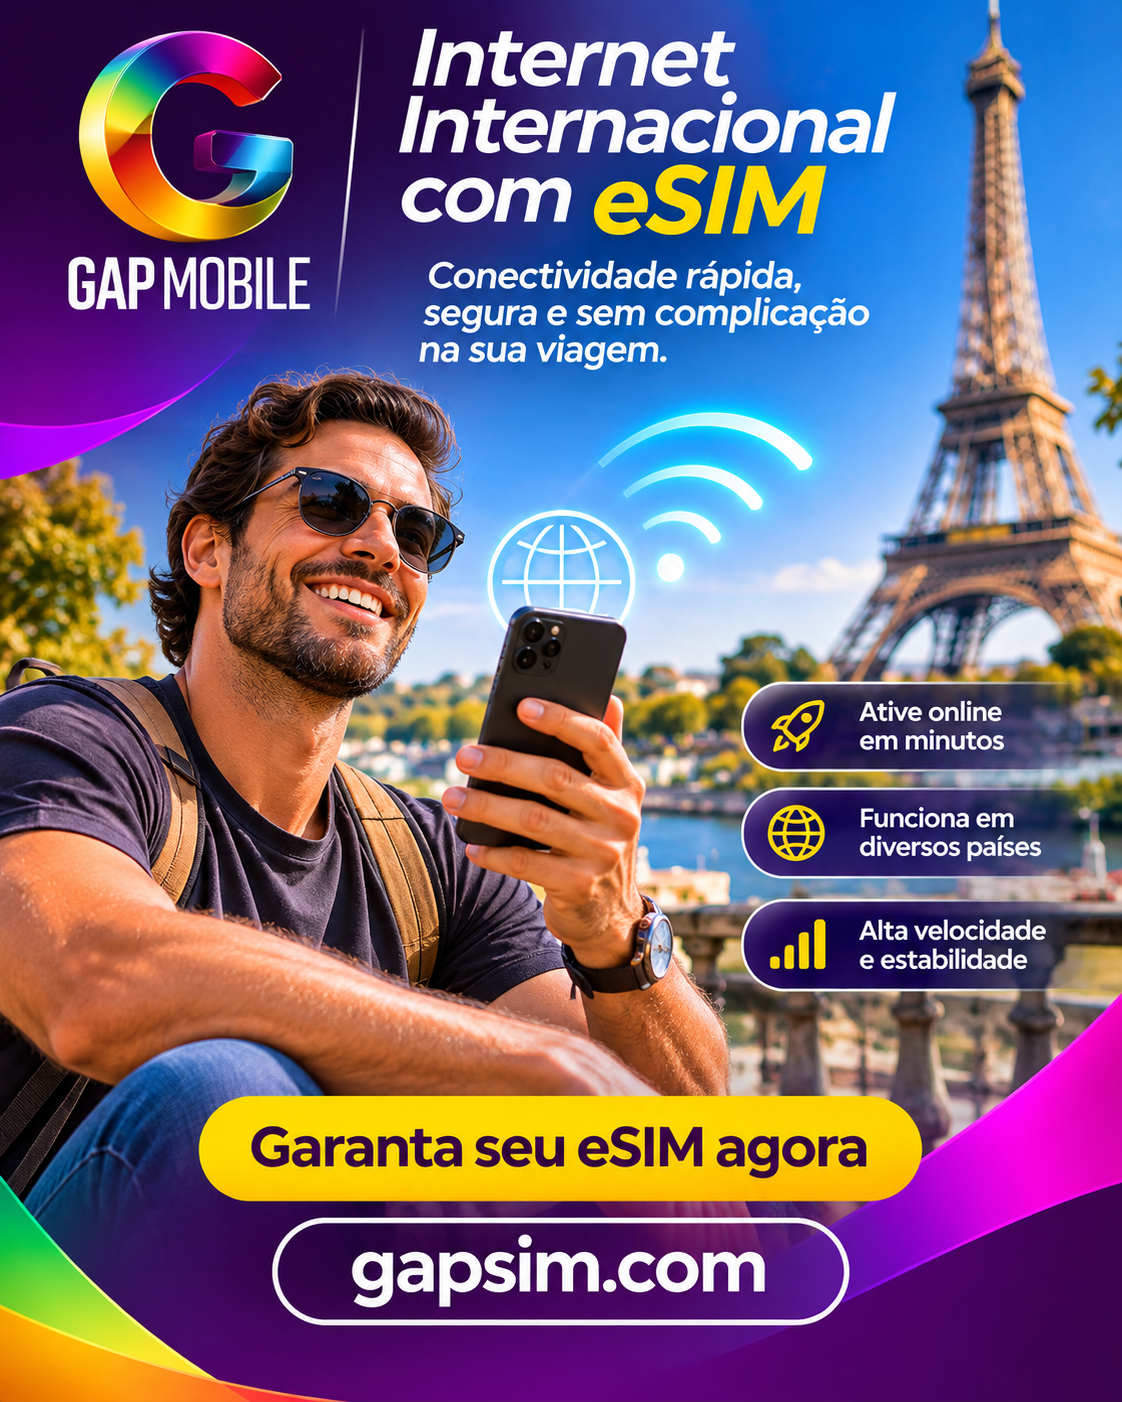 GAP MOBILE
Internet
Internacional
com eSIM
Conectividade rápida,
segura e sem complicação
na sua viagem.
Ative online
em minutos
Funciona em
diversos países
Alta velocidade
e estabilidade
Garanta seu eSIM agora
gapsim.com